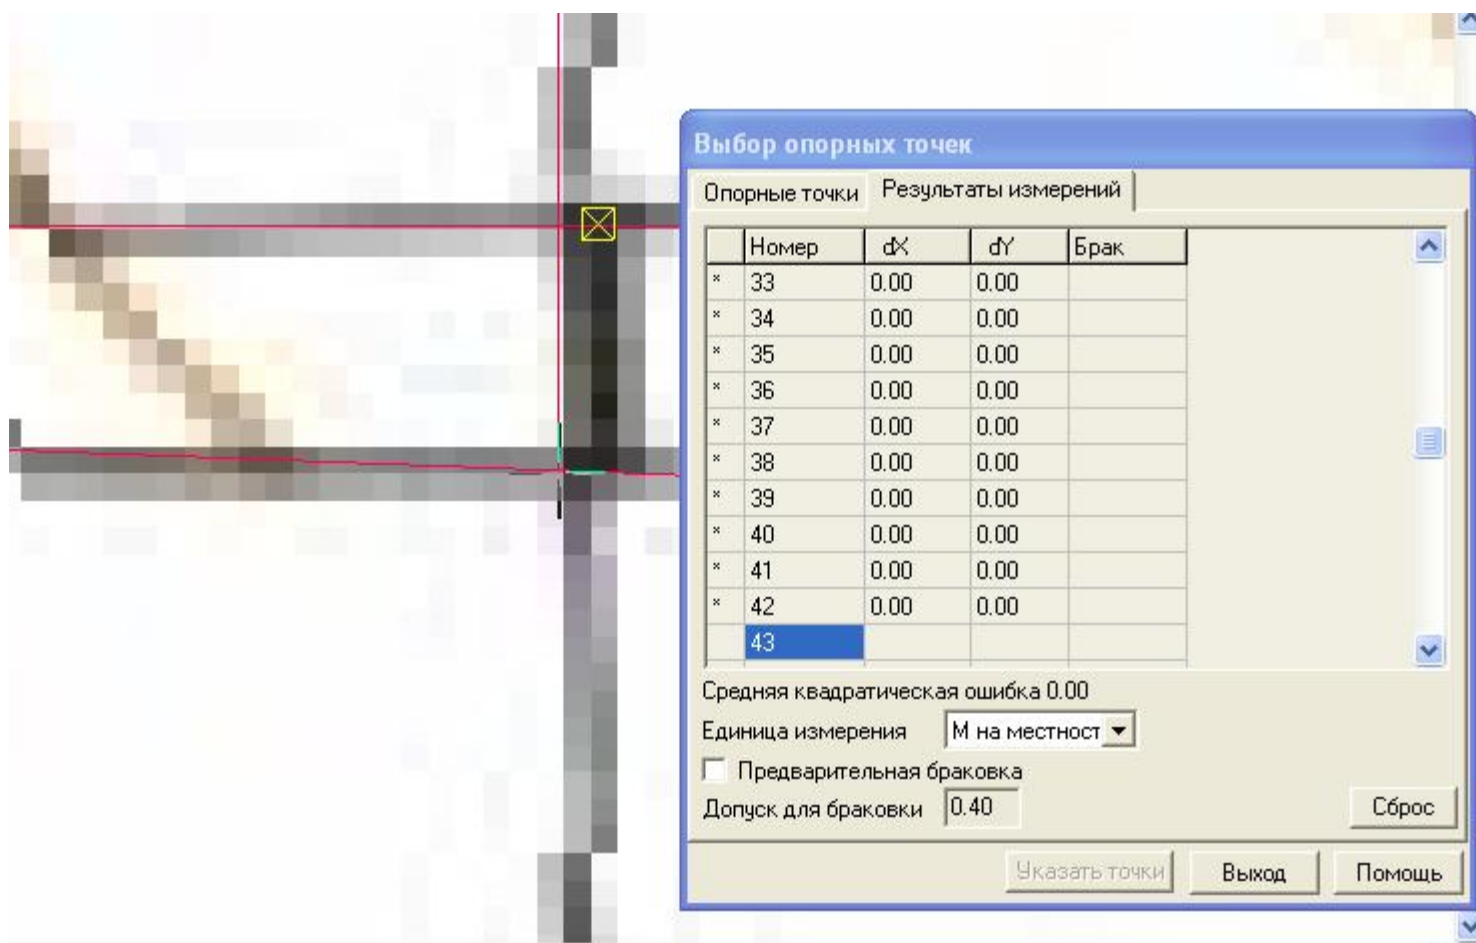 Выбор опорных точек
Опорные точки Результаты измерений
Номер dX dY Брак
* 33 0.00 0.00
* 34 0.00 0.00
* 35 0.00 0.00
* 36 0.00 0.00
* 37 0.00 0.00
* 38 0.00 0.00
* 39 0.00 0.00
* 40 0.00 0.00
* 41 0.00 0.00
* 42 0.00 0.00
43
Средняя квадратическая ошибка 0.00
Единица измерения М на местност
Предварительная браковка
Допуск для браковки 0.40 Сброс
Указать точки Выход Помощь